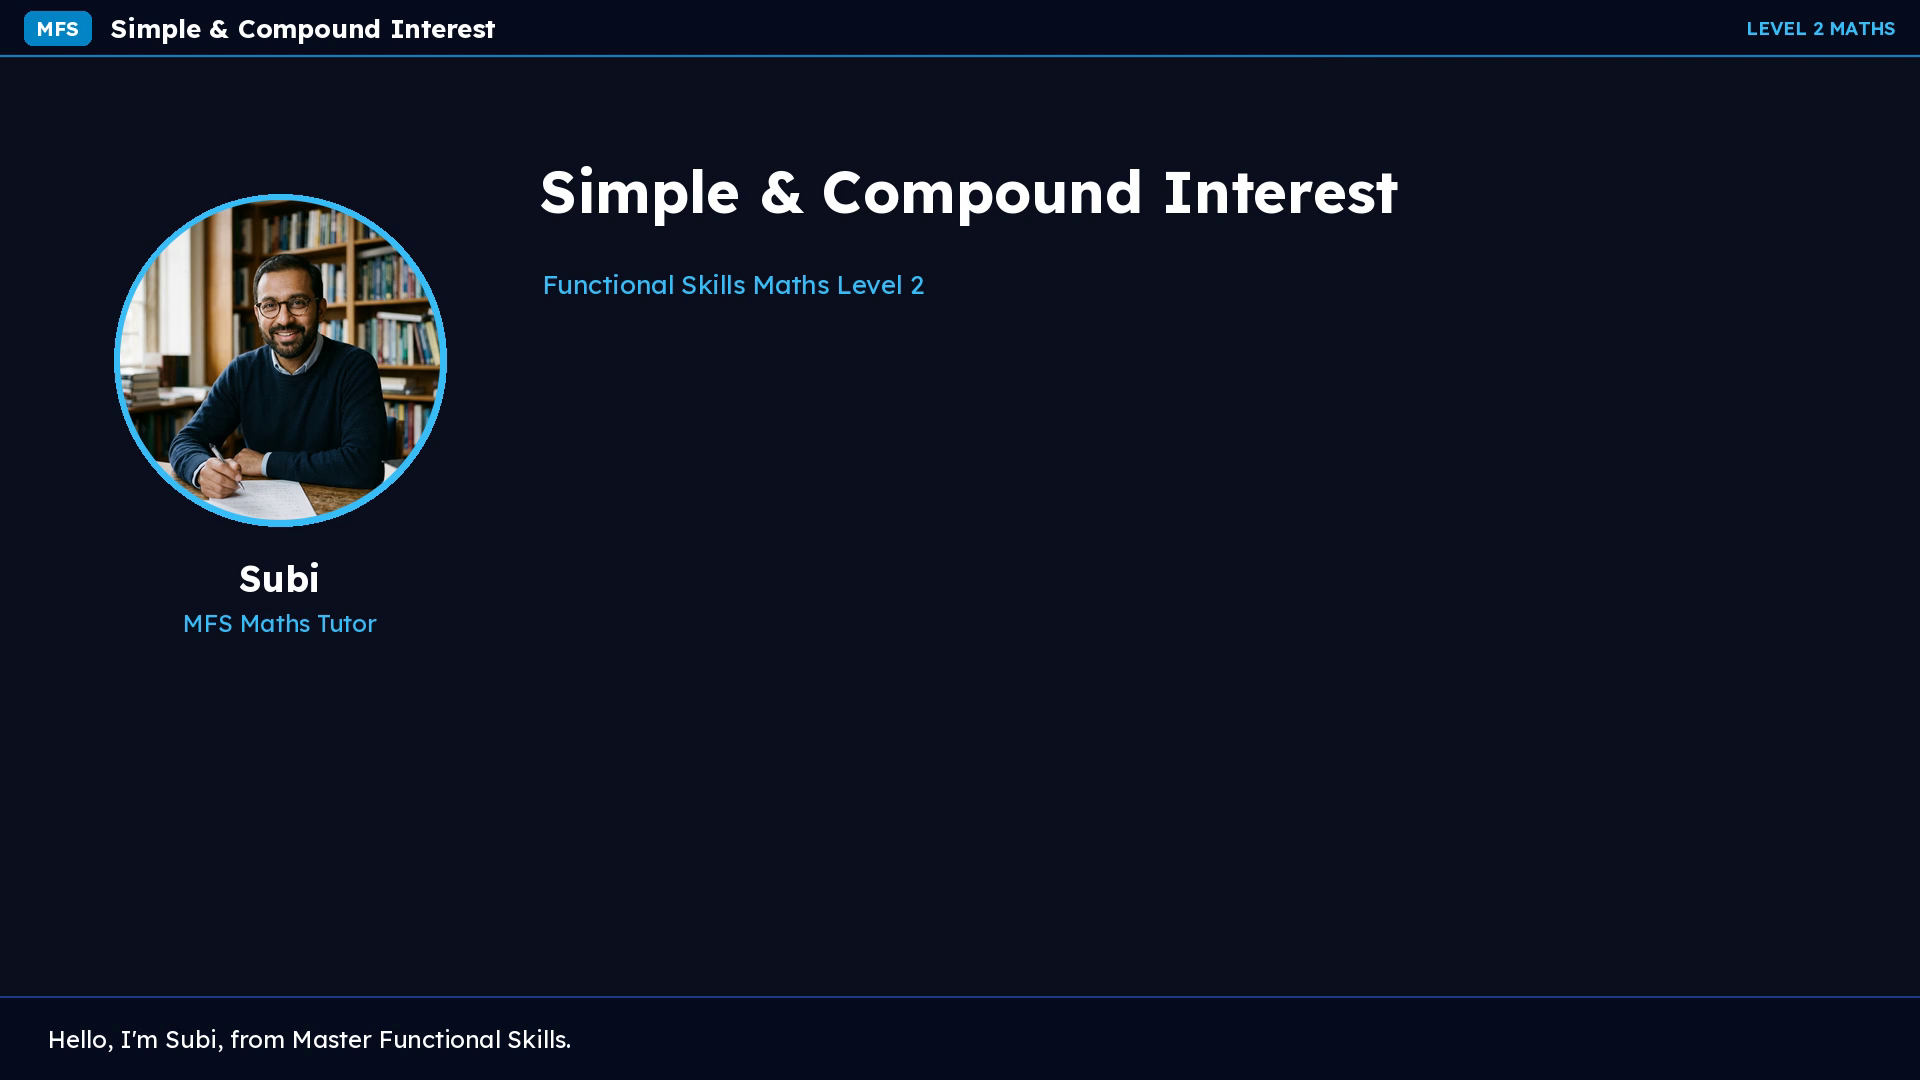 MFS Simple & Compound Interest LEVEL 2 MATHS
Simple & Compound Interest
Functional Skills Maths Level 2
Subi
MFS Maths Tutor
Hello, I'm Subi, from Master Functional Skills.